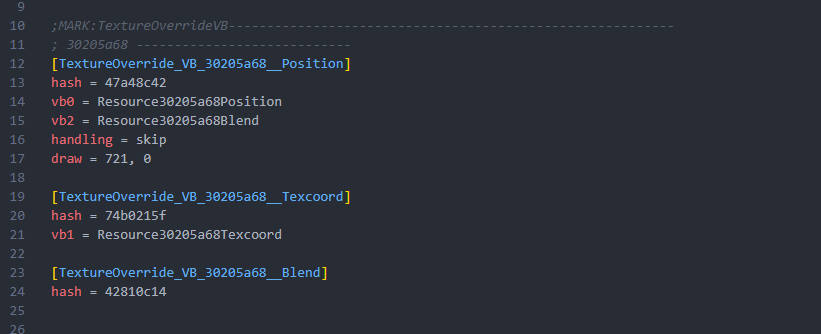 9
10 ;MARK:TextureOverrideVB----------------------------------------------------------
11 ; 30205a68 ----------------------------
12 [TextureOverride_VB_30205a68__Position]
13 hash = 47a48c42
14 vb0 = Resource30205a68Position
15 vb2 = Resource30205a68Blend
16 handling = skip
17 draw = 721, 0
18
19 [TextureOverride_VB_30205a68__Texcoord]
20 hash = 74b0215f
21 vb1 = Resource30205a68Texcoord
22
23 [TextureOverride_VB_30205a68__Blend]
24 hash = 42810c14
25
26